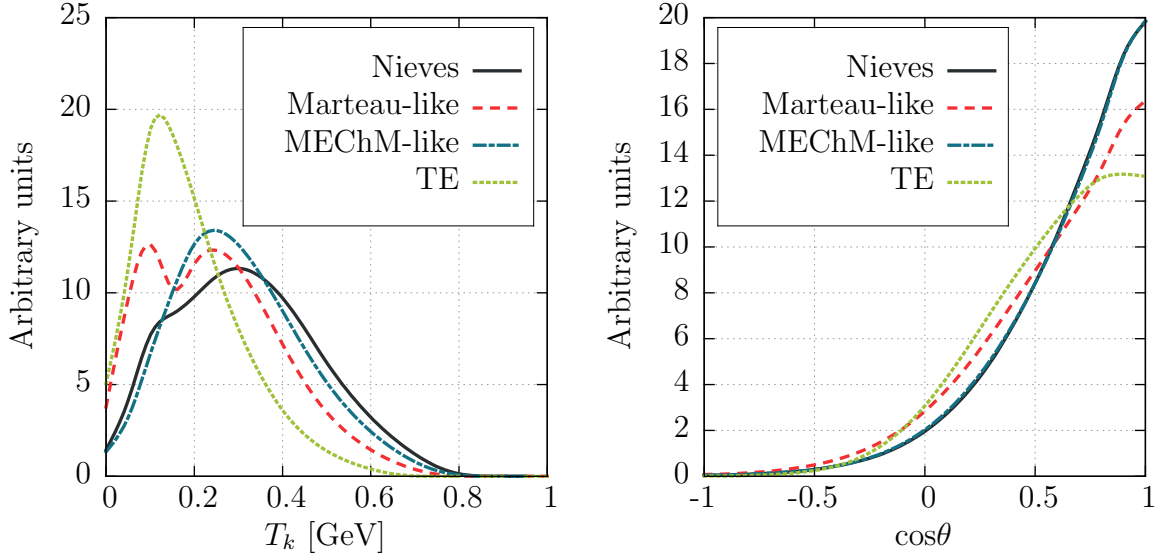 Arbitrary units
25
20
15
10
5
0
Nieves
Marteau-like
MEChM-like
TE
0 0.2 0.4 0.6 0.8 1
T_k [GeV]
Arbitrary units
20
18
16
14
12
10
8
6
4
2
0
Nieves
Marteau-like
MEChM-like
TE
-1 -0.5 0 0.5 1
cosθ